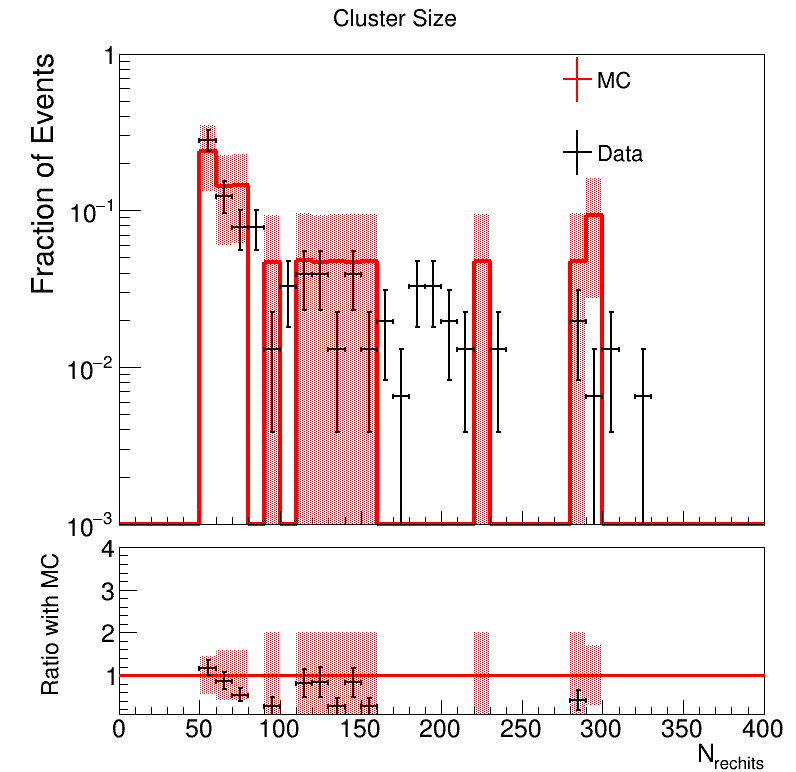 Cluster Size
Fraction of Events
1
10⁻¹
10⁻²
10⁻³
MC
Data
Ratio with MC
4
3
2
1
0 50 100 150 200 250 300 350 400
N_rechits